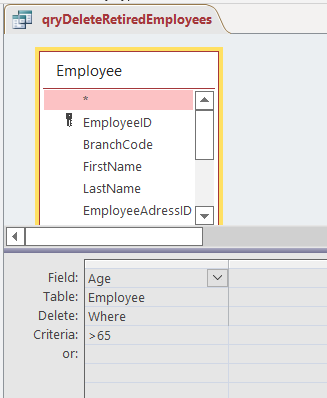 qryDeleteRetiredEmployees
Employee
*
EmployeeID
BranchCode
FirstName
LastName
EmployeeAdressID
Field: Age
Table: Employee
Delete: Where
Criteria: >65
or: